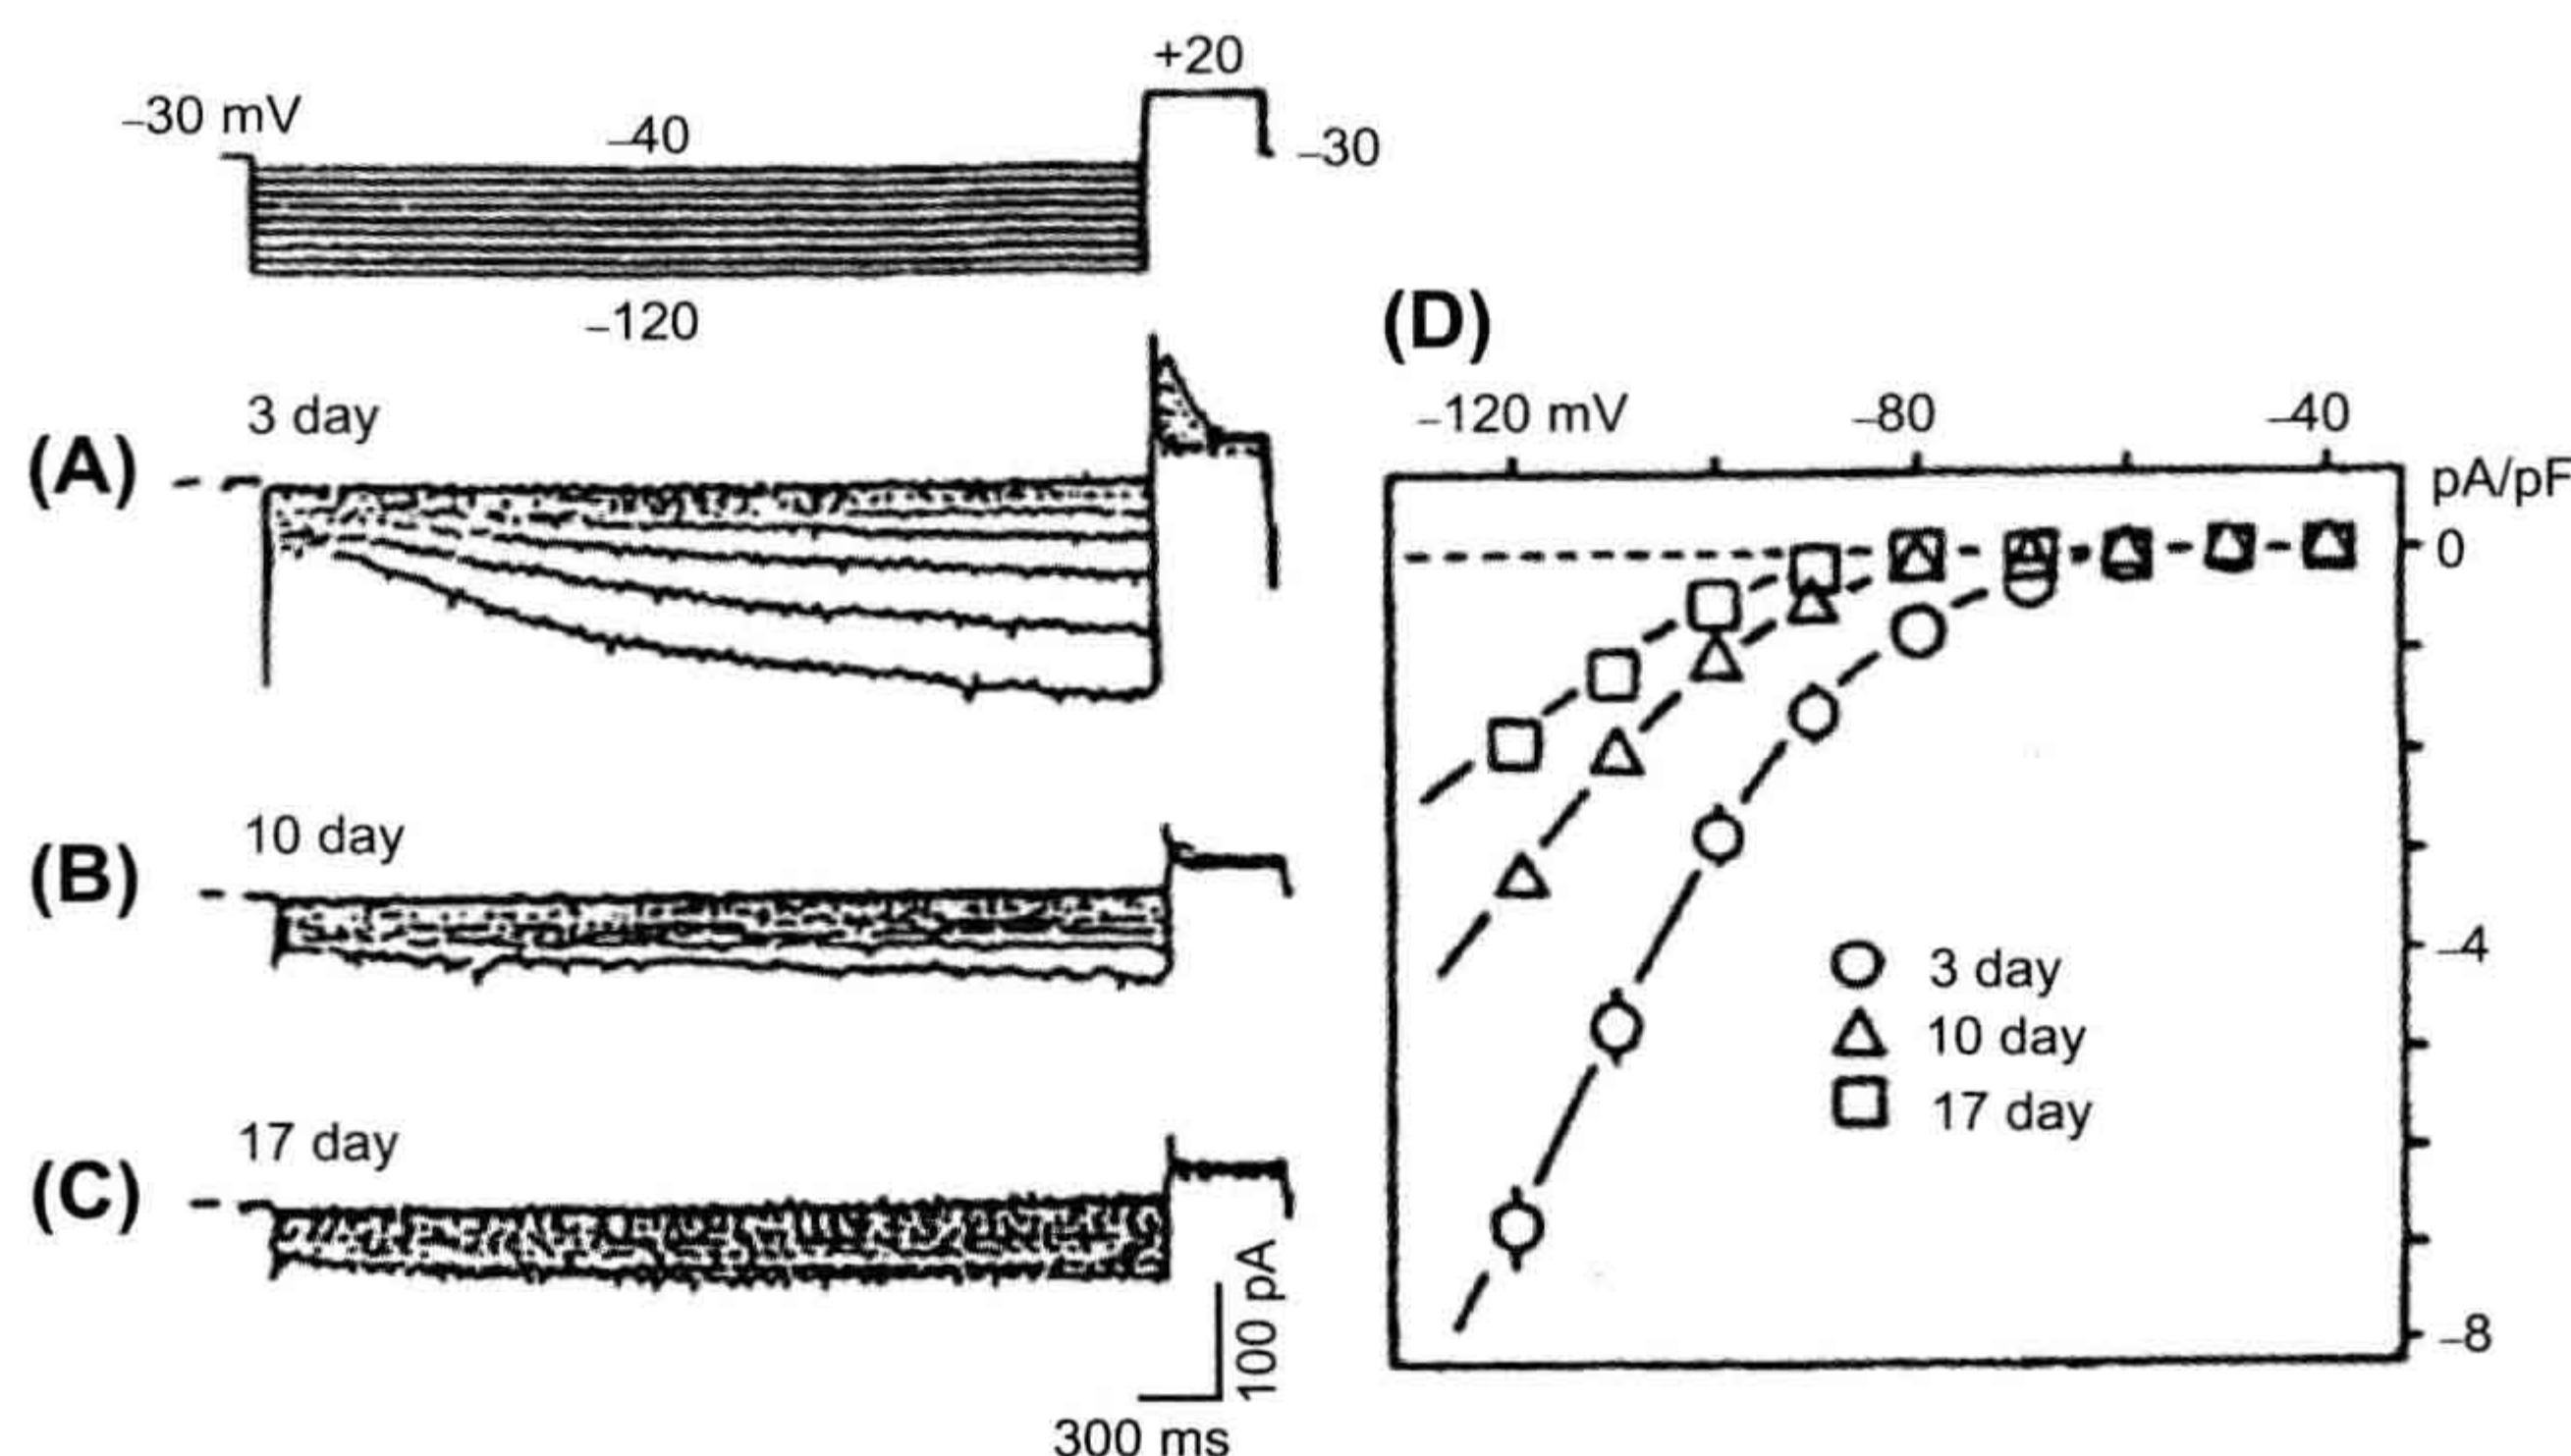 +20
–30 mV
–40
–30
–120
(D)
–120 mV
–80
–40
3 day
(A)
pA/pF
0
10 day
(B)
–4
3 day
10 day
17 day
17 day
(C)
100 pA
–8
300 ms